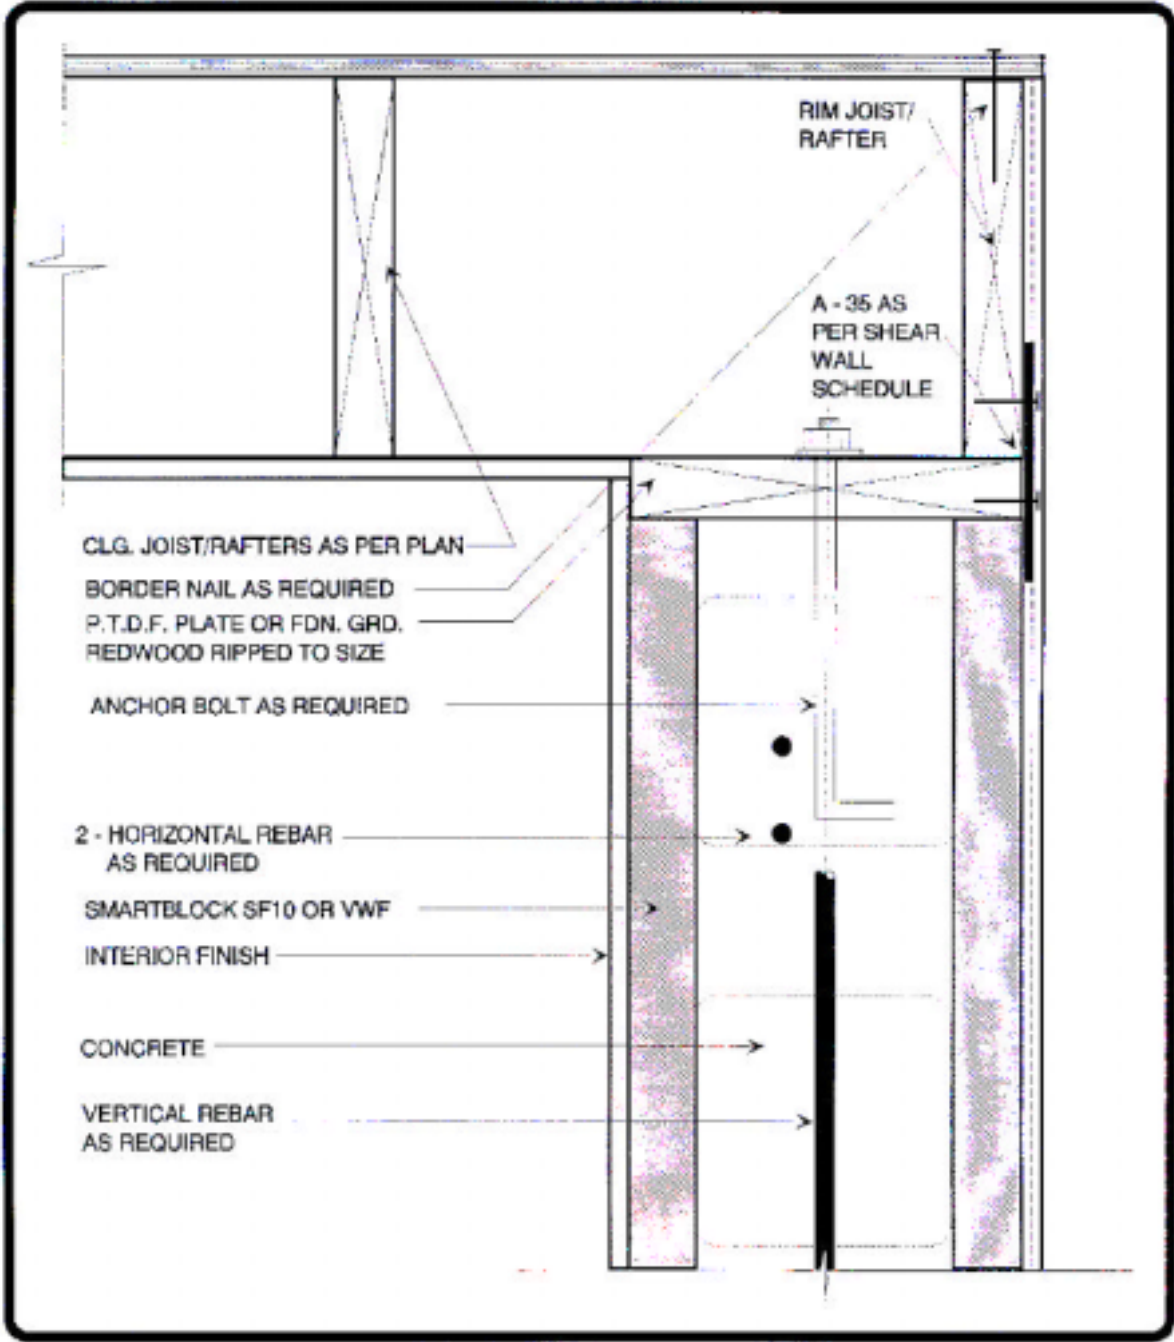 RIM JOIST/
RAFTER
A - 35 AS
PER SHEAR
WALL
SCHEDULE
CLG. JOIST/RAFTERS AS PER PLAN
BORDER NAIL AS REQUIRED
P.T.D.F. PLATE OR FDN. GRD.
REDWOOD RIPPED TO SIZE
ANCHOR BOLT AS REQUIRED
2 - HORIZONTAL REBAR
AS REQUIRED
SMARTBLOCK SF10 OR VWF
INTERIOR FINISH
CONCRETE
VERTICAL REBAR
AS REQUIRED